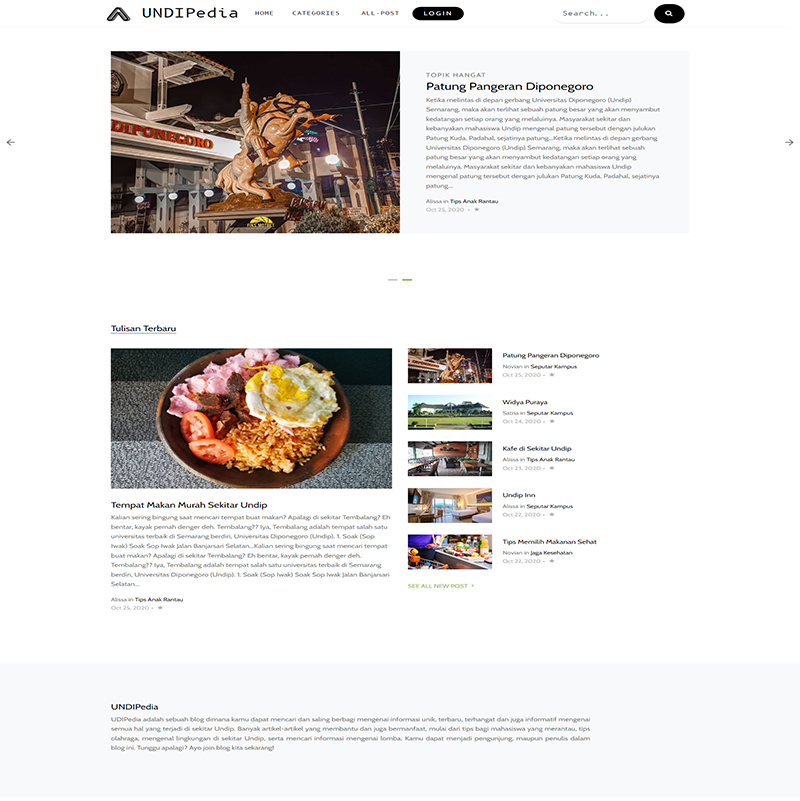 UNDIPedia
HOME
CATEGORIES
ALL-POST
LOGIN
Search...
DIPONEGORO
TOPIK HANGAT
Patung Pangeran Diponegoro
Ketika melintas di depan gerbang Universitas Diponegoro (Undip)
Semarang, maka akan terlihat sebuah patung besar yang akan menyambut
kedatangan setiap orang yang melaluinya. Masyarakat sekitar dan
kebanyakan mahasiswa Undip mengenal patung tersebut dengan julukan
Patung Kuda. Padahal, sejatinya patung...Ketika melintas di depan gerbang
Universitas Diponegoro (Undip) Semarang, maka akan terlihat sebuah
patung besar yang akan menyambut kedatangan setiap orang yang
melaluinya. Masyarakat sekitar dan kebanyakan mahasiswa Undip
mengenal patung tersebut dengan julukan Patung Kuda. Padahal, sejatinya
patung...
Alissa in Tips Anak Rantau
Oct 25, 2020
Tulisan Terbaru
Tempat Makan Murah Sekitar Undip
Kalian sering bingung saat mencari tempat buat makan? Apalagi di sekitar Tembalang? Eh
bentar, kayak pernah denger deh. Tembalang?? Iya, Tembalang adalah tempat salah satu
universitas terbaik di Semarang berdiri, Universitas Diponegoro (Undip). 1. Soak (Sop
Iwak) Soak Sop Iwak Jalan Banjarsari Selatan...Kalian sering bingung saat mencari tempat
buat makan? Apalagi di sekitar Tembalang? Eh bentar, kayak pernah denger deh.
Tembalang?? Iya, Tembalang adalah tempat salah satu universitas terbaik di Semarang
berdiri, Universitas Diponegoro (Undip). 1. Soak (Sop Iwak) Soak Sop Iwak Jalan Banjarsari
Selatan...
Alissa in Tips Anak Rantau
Oct 25, 2020
Patung Pangeran Diponegoro
Novian in Seputar Kampus
Oct 25, 2020
Widya Puraya
Satria in Seputar Kampus
Oct 24, 2020
Kafe di Sekitar Undip
Alissa in Tips Anak Rantau
Oct 23, 2020
Undip Inn
Alissa in Seputar Kampus
Oct 22, 2020
Tips Memilih Makanan Sehat
Novian in Jaga Kesehatan
Oct 22, 2020
SEE ALL NEW POST
UNDIPedia
UDIPedia adalah sebuah blog dimana kamu dapat mencari dan saling berbagi mengenai informasi unik, terbaru, terhangat dan juga informatif mengenai
semua hal yang terjadi di sekitar Undip. Banyak artikel-artikel yang membantu dan juga bermanfaat, mulai dari tips bagi mahasiswa yang merantau, tips
olahraga, mengenal lingkungan di sekitar Undip, serta mencari informasi mengenai lomba. Kamu dapat menjadi pengunjung, maupun penulis dalam
blog ini. Tunggu apalagi? Ayo join blog kita sekarang!